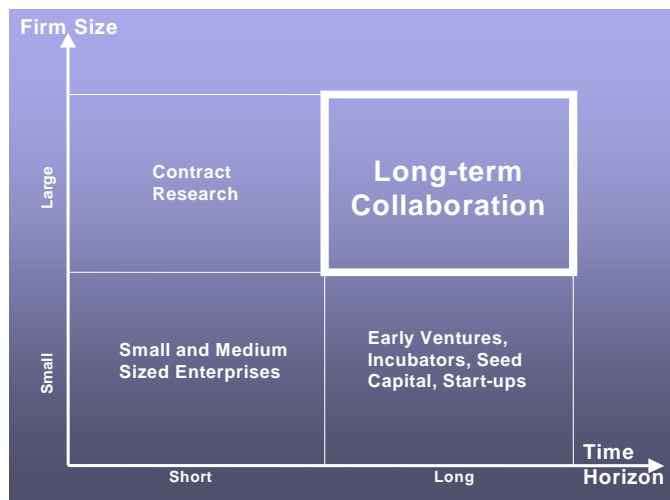 Firm Size
Large
Contract
Research
Long-term
Collaboration
Small
Small and Medium
Sized Enterprises
Early Ventures,
Incubators, Seed
Capital, Start-ups
Short
Long
Time
Horizon